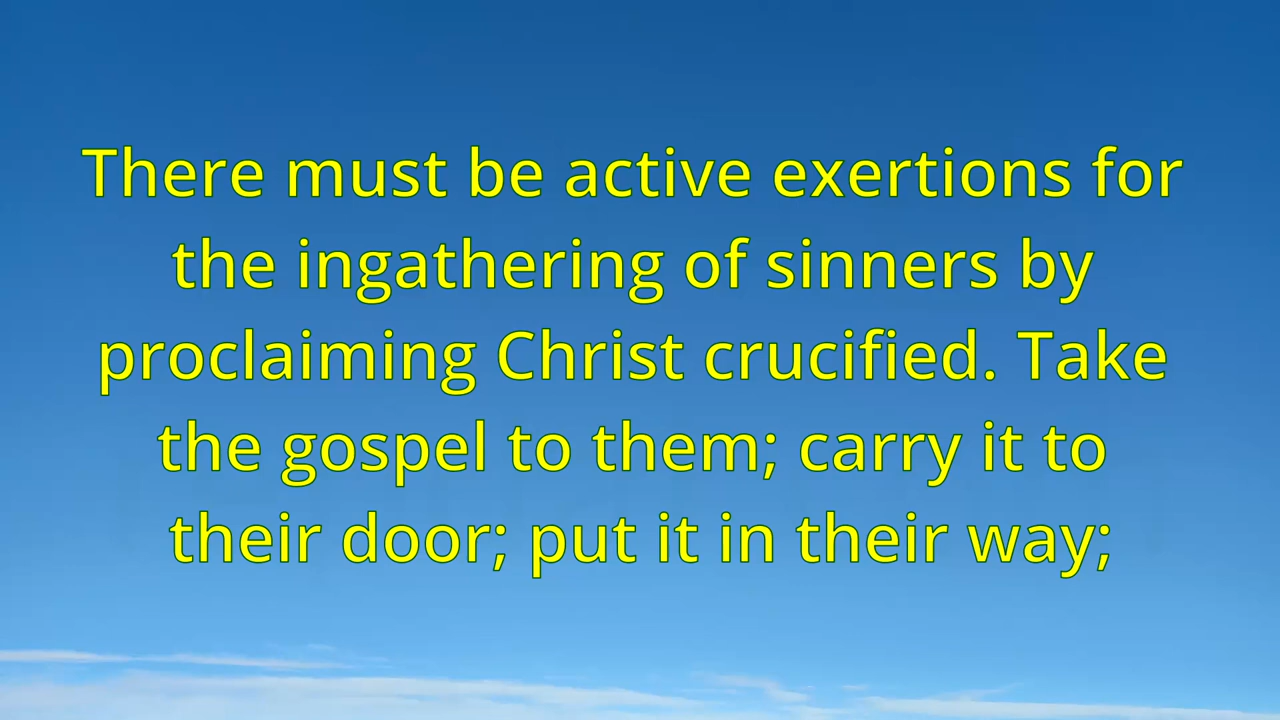 There must be active exertions for
the ingathering of sinners by
proclaiming Christ crucified. Take
the gospel to them; carry it to
their door; put it in their way;